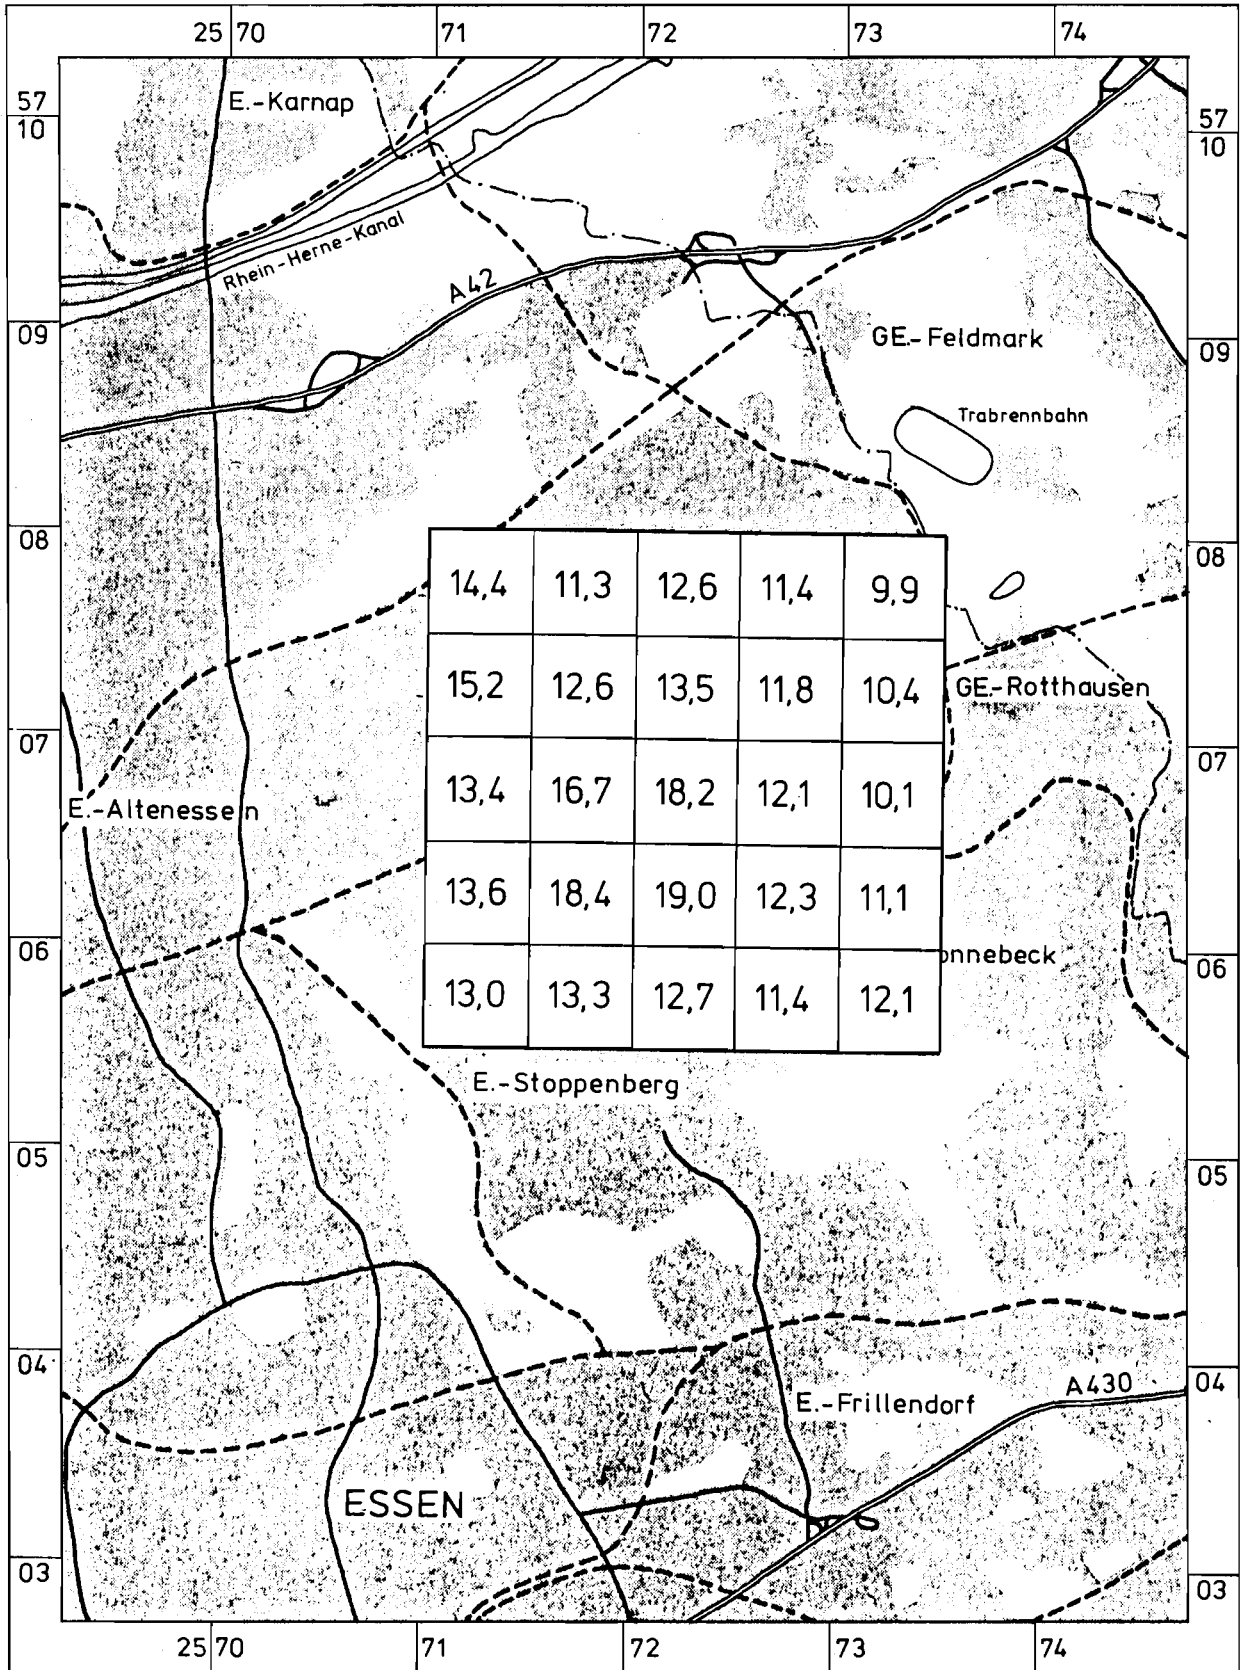 25 70 71 72 73 74
E.-Karnap
57
10
57
10
Rhein-Herne-Kanal
A 42
09
GE.-Feldmark
09
Trabrennbahn
08
08
14,4 11,3 12,6 11,4 9,9
15,2 12,6 13,5 11,8 10,4
GE.-Rotthausen
07
07
13,4 16,7 18,2 12,1 10,1
E.-Altenessen
13,6 18,4 19,0 12,3 11,1
06
onnebeck
06
13,0 13,3 12,7 11,4 12,1
E.-Stoppenberg
05
05
04
04
A 430
E.-Frillendorf
ESSEN
03
03
25 70 71 72 73 74